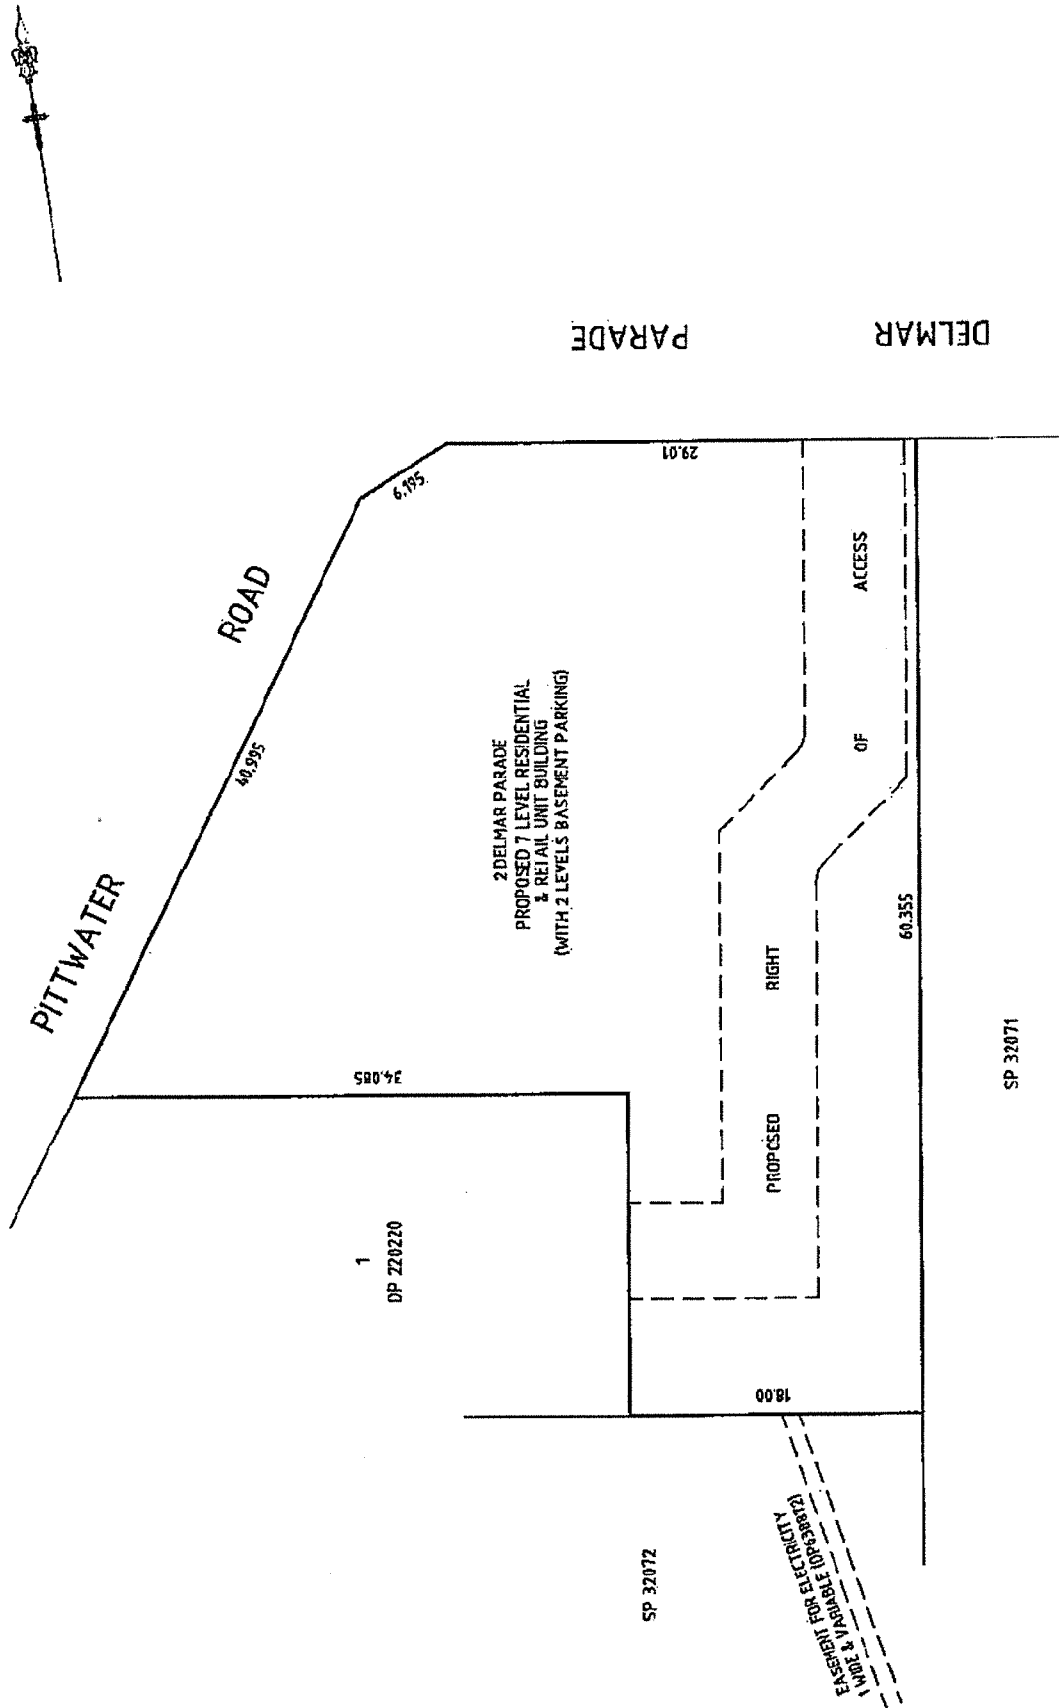 PITTWATER
ROAD
DELMAR
PARADE
40.995
6.195
29.01
34.085
60.355
18.00
2 DELMAR PARADE
PROPOSED 7 LEVEL RESIDENTIAL
& RETAIL UNIT BUILDING
(WITH 2 LEVELS BASEMENT PARKING)
PROPOSED
RIGHT
OF
ACCESS
1
DP 220220
SP 32072
SP 32071
EASEMENT FOR ELECTRICITY
1 WIDE & VARIABLE (DP638872)